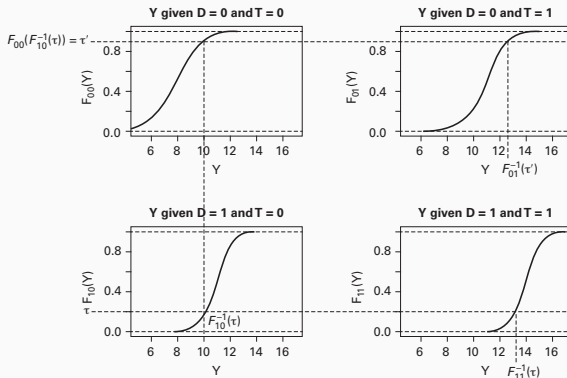 Y given D = 0 and T = 0
F₀₀(F₁₀⁻¹(τ)) = τ′
0.8
0.4
0.0
F₀₀(Y)
6 8 10 12 14 16
Y
Y given D = 0 and T = 1
0.8
0.4
0.0
F₀₁(Y)
6 8 10 12 14 16
Y
F₀₁⁻¹(τ′)
Y given D = 1 and T = 0
0.8
0.4
τ
0.0
F₁₀(Y)
F₁₀⁻¹(τ)
6 8 10 12 14 16
Y
Y given D = 1 and T = 1
0.8
0.4
0.0
F₁₁(Y)
6 8 10 12 14 16
Y
F₁₁⁻¹(τ)